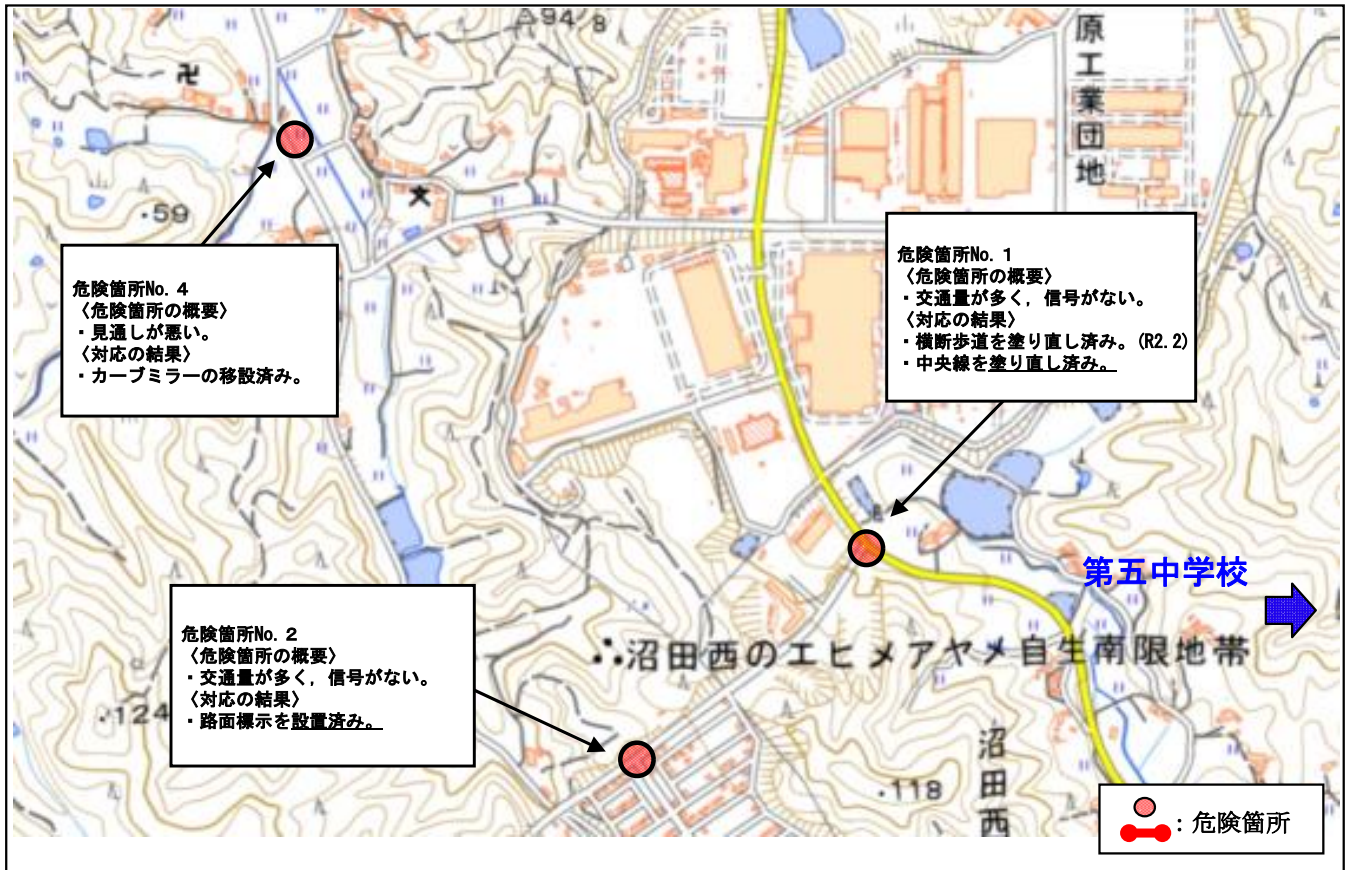 94
8
原工業団地
卍
文
59
危険箇所No. 4
〈危険箇所の概要〉
・見通しが悪い。
〈対応の結果〉
・カーブミラーの移設済み。
危険箇所No. 1
〈危険箇所の概要〉
・交通量が多く，信号がない。
〈対応の結果〉
・横断歩道を塗り直し済み。(R2.2)
・中央線を塗り直し済み。
第五中学校
危険箇所No. 2
〈危険箇所の概要〉
・交通量が多く，信号がない。
〈対応の結果〉
・路面標示を設置済み。
沼田西のエヒメアヤメ自生南限地帯
124
沼田西
118
：危険箇所